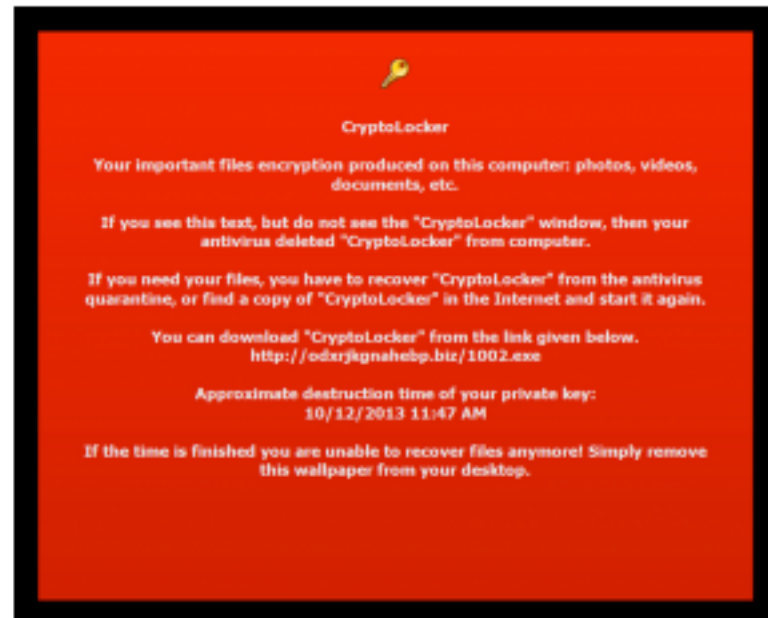 CryptoLocker
Your important files encryption produced on this computer: photos, videos,
documents, etc.
If you see this text, but do not see the "CryptoLocker" window, then your
antivirus deleted "CryptoLocker" from computer.
If you need your files, you have to recover "CryptoLocker" from the antivirus
quarantine, or find a copy of "CryptoLocker" in the Internet and start it again.
You can download "CryptoLocker" from the link given below.
http://odxrjkgnahebp.biz/1002.exe
Approximate destruction time of your private key:
10/12/2013 11:47 AM
If the time is finished you are unable to recover files anymore! Simply remove
this wallpaper from your desktop.